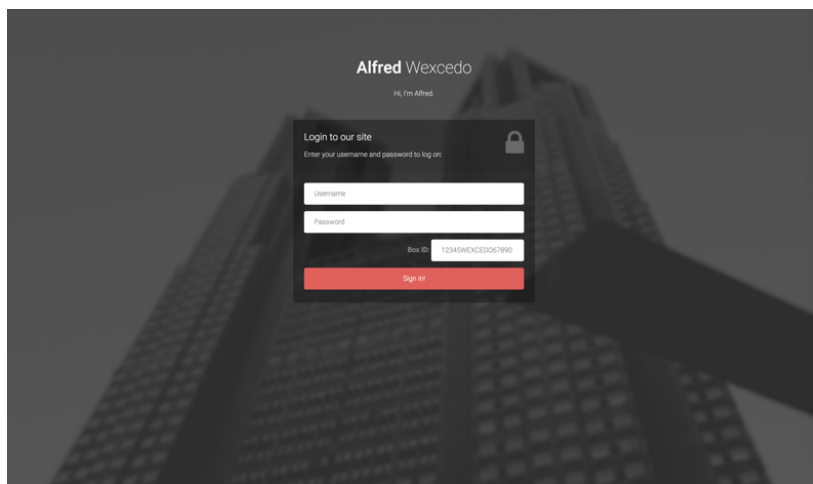 Alfred Wexcedo
Hi, I'm Alfred.
Login to our site
Enter your username and password to log on:
Username
Password
Box ID: 12345WEXCEDO67890
Sign in!